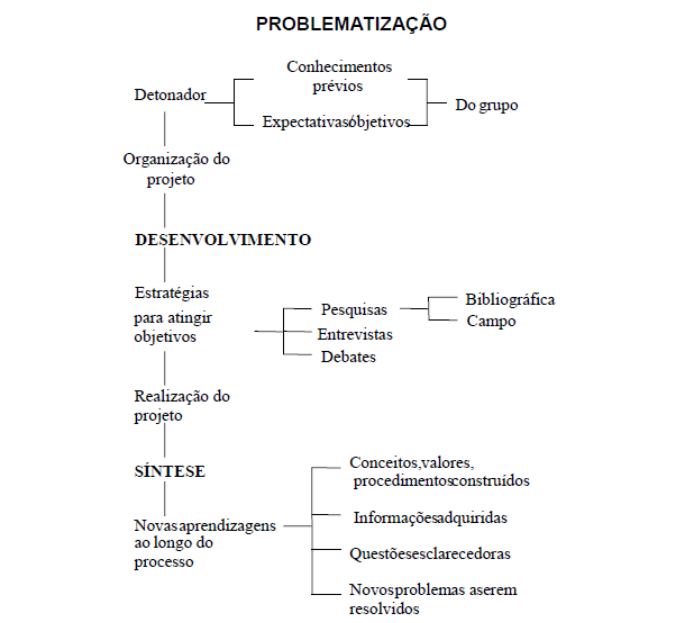 PROBLEMATIZAÇÃO
Conhecimentos
prévios
Detonador
Do grupo
Expectativasóbjetivos
Organização do
projeto
DESENVOLVIMENTO
Estratégias
para atingir
objetivos
Pesquisas
Bibliográfica
Campo
Entrevistas
Debates
Realização do
projeto
SÍNTESE
Conceitos,valores,
procedimentosconstruídos
Novasaprendizagens
ao longo do
processo
Informaçõesadquiridas
Questõesesclarecedoras
Novosproblemas aserem
resolvidos